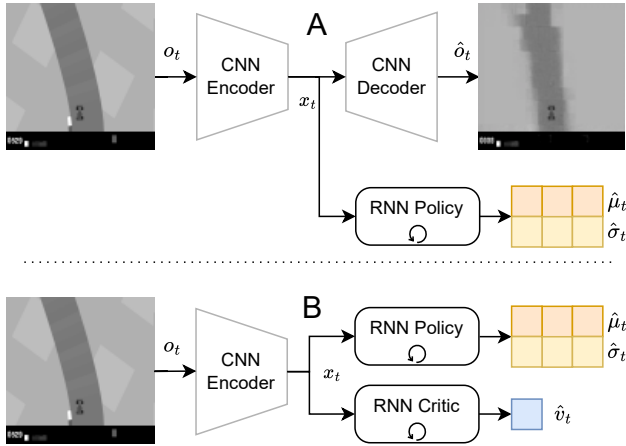 A
o_t
CNN
Encoder
x_t
CNN
Decoder
ô_t
RNN Policy
μ̂_t
σ̂_t
B
o_t
CNN
Encoder
x_t
RNN Policy
μ̂_t
σ̂_t
RNN Critic
v̂_t